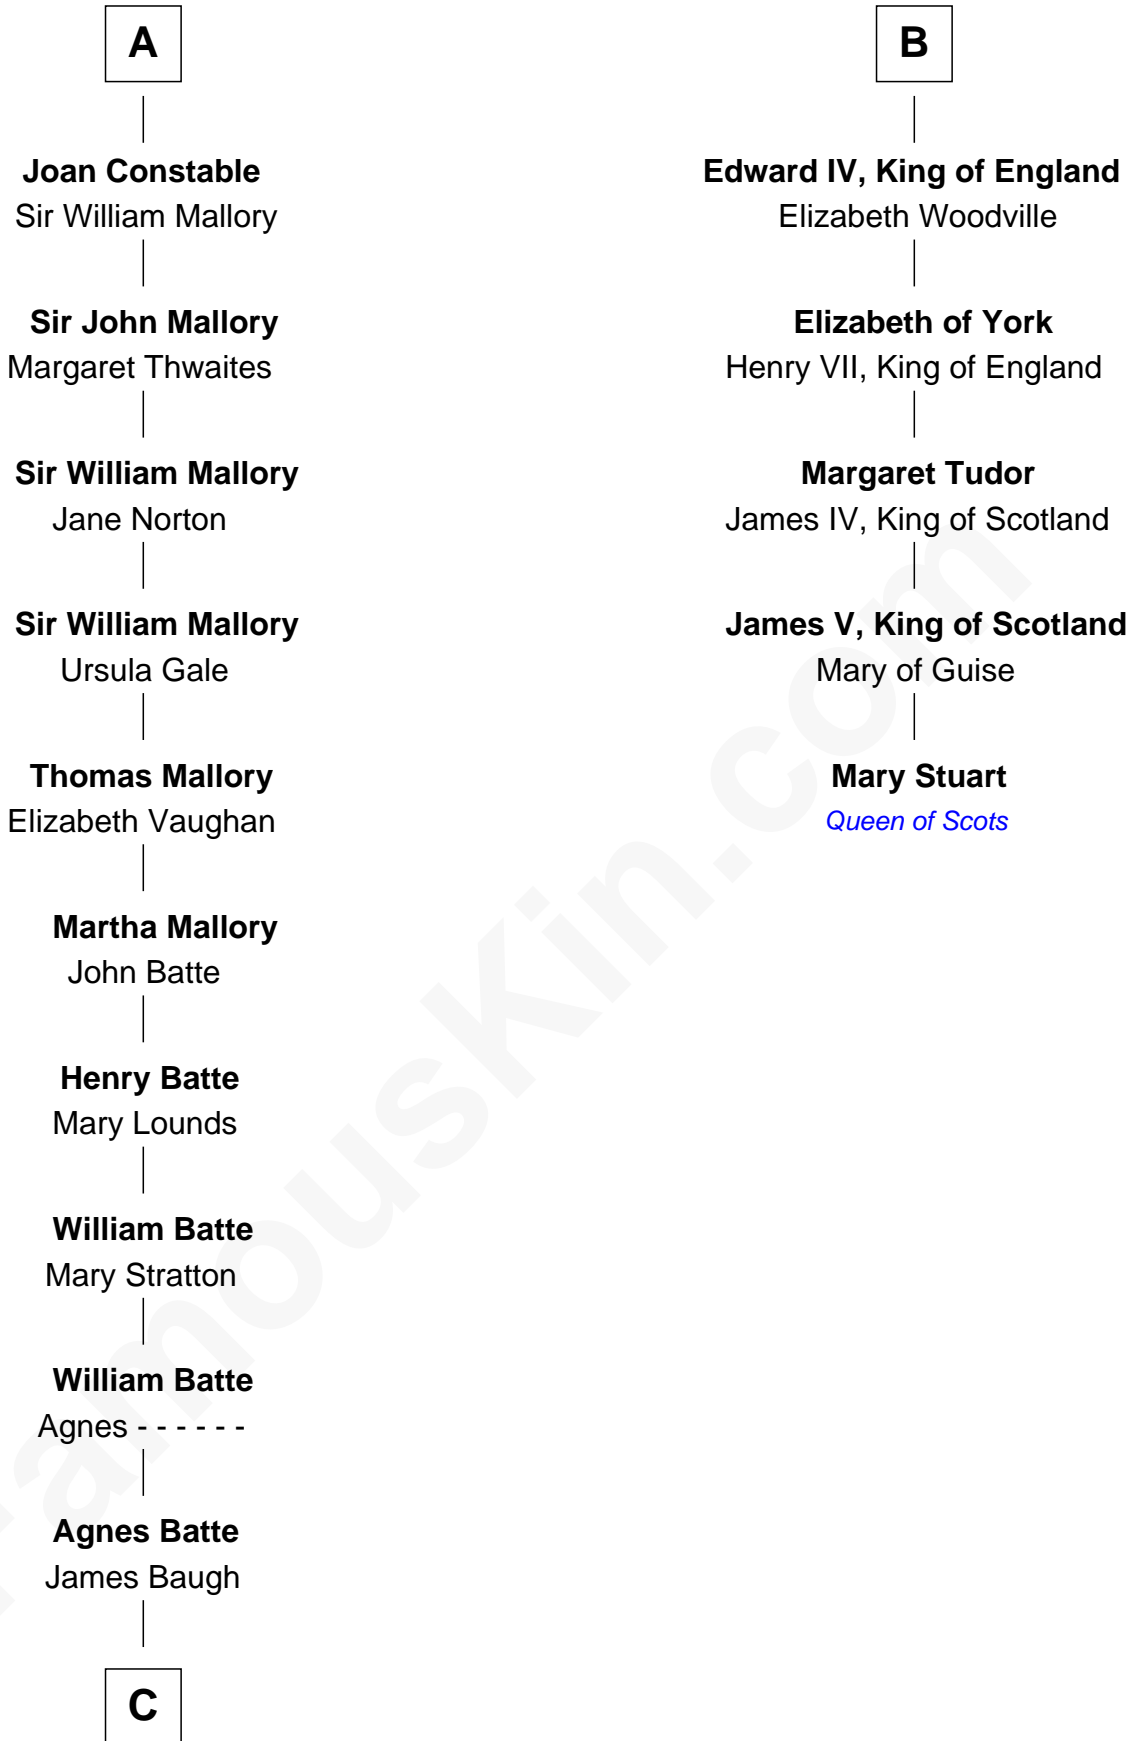 A
Joan Constable
Sir William Mallory
Sir John Mallory
Margaret Thwaites
Sir William Mallory
Jane Norton
Sir William Mallory
Ursula Gale
Thomas Mallory
Elizabeth Vaughan
Martha Mallory
John Batte
Henry Batte
Mary Lounds
William Batte
Mary Stratton
William Batte
Agnes - - - - - -
Agnes Batte
James Baugh
C
B
Edward IV, King of England
Elizabeth Woodville
Elizabeth of York
Henry VII, King of England
Margaret Tudor
James IV, King of Scotland
James V, King of Scotland
Mary of Guise
Mary Stuart
Queen of Scots
FamousKin.com